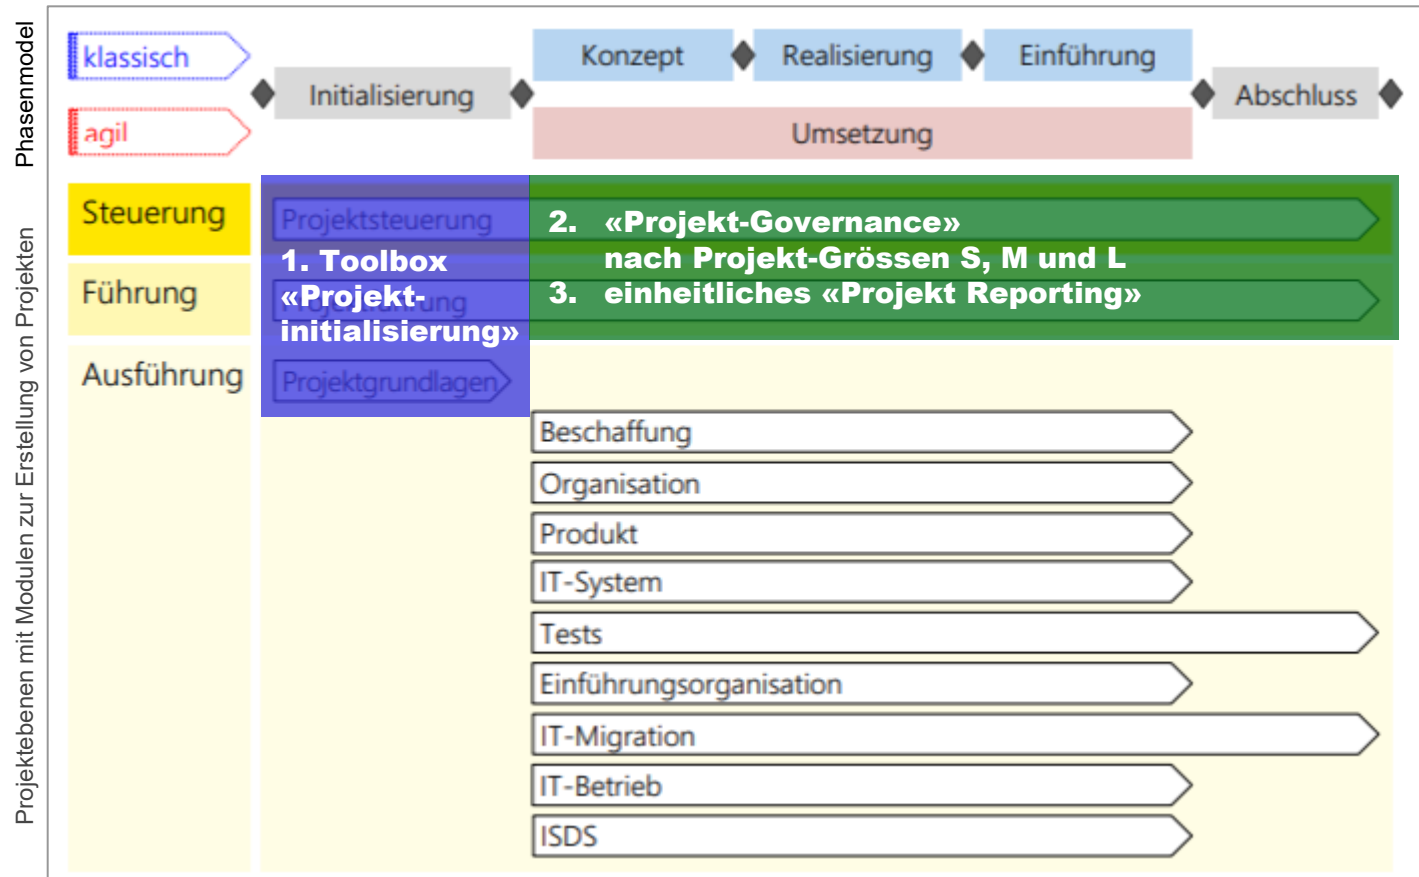 Phasenmodel
klassisch
agil
Initialisierung
Konzept
Realisierung
Einführung
Umsetzung
Abschluss
Projektebenen mit Modulen zur Erstellung von Projekten
Steuerung
Führung
Ausführung
Projektsteuerung
1. Toolbox
«Projekt-
initialisierung»
Projektgrundlagen
2. «Projekt-Governance»
nach Projekt-Grössen S, M und L
3. einheitliches «Projekt Reporting»
Beschaffung
Organisation
Produkt
IT-System
Tests
Einführungsorganisation
IT-Migration
IT-Betrieb
ISDS